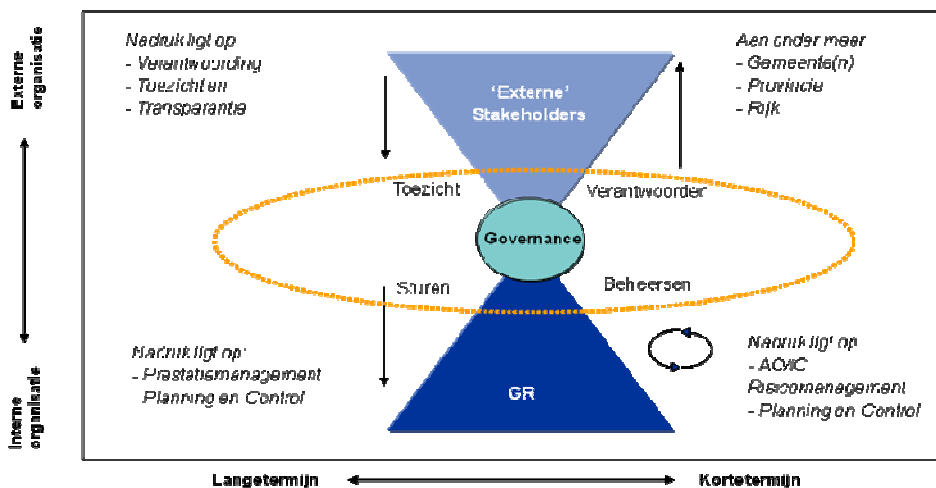 Externe
organisatie
Nadruk ligt op
- Verantwoording
- Toezicht en
- Transparantie
'Externe'
Stakeholders
Aan onder meer
- Gemeente(n)
- Provincie
- Rijk
Toezicht
Verantwoorden
Governance
Sturen
Beheersen
Interne
organisatie
Nadruk ligt op:
- Prestatiemanagement
Planning en Control
GR
Nadruk ligt op
- AO/IC
Risicomanagement
- Planning en Control
Langetermijn
Kortetermijn